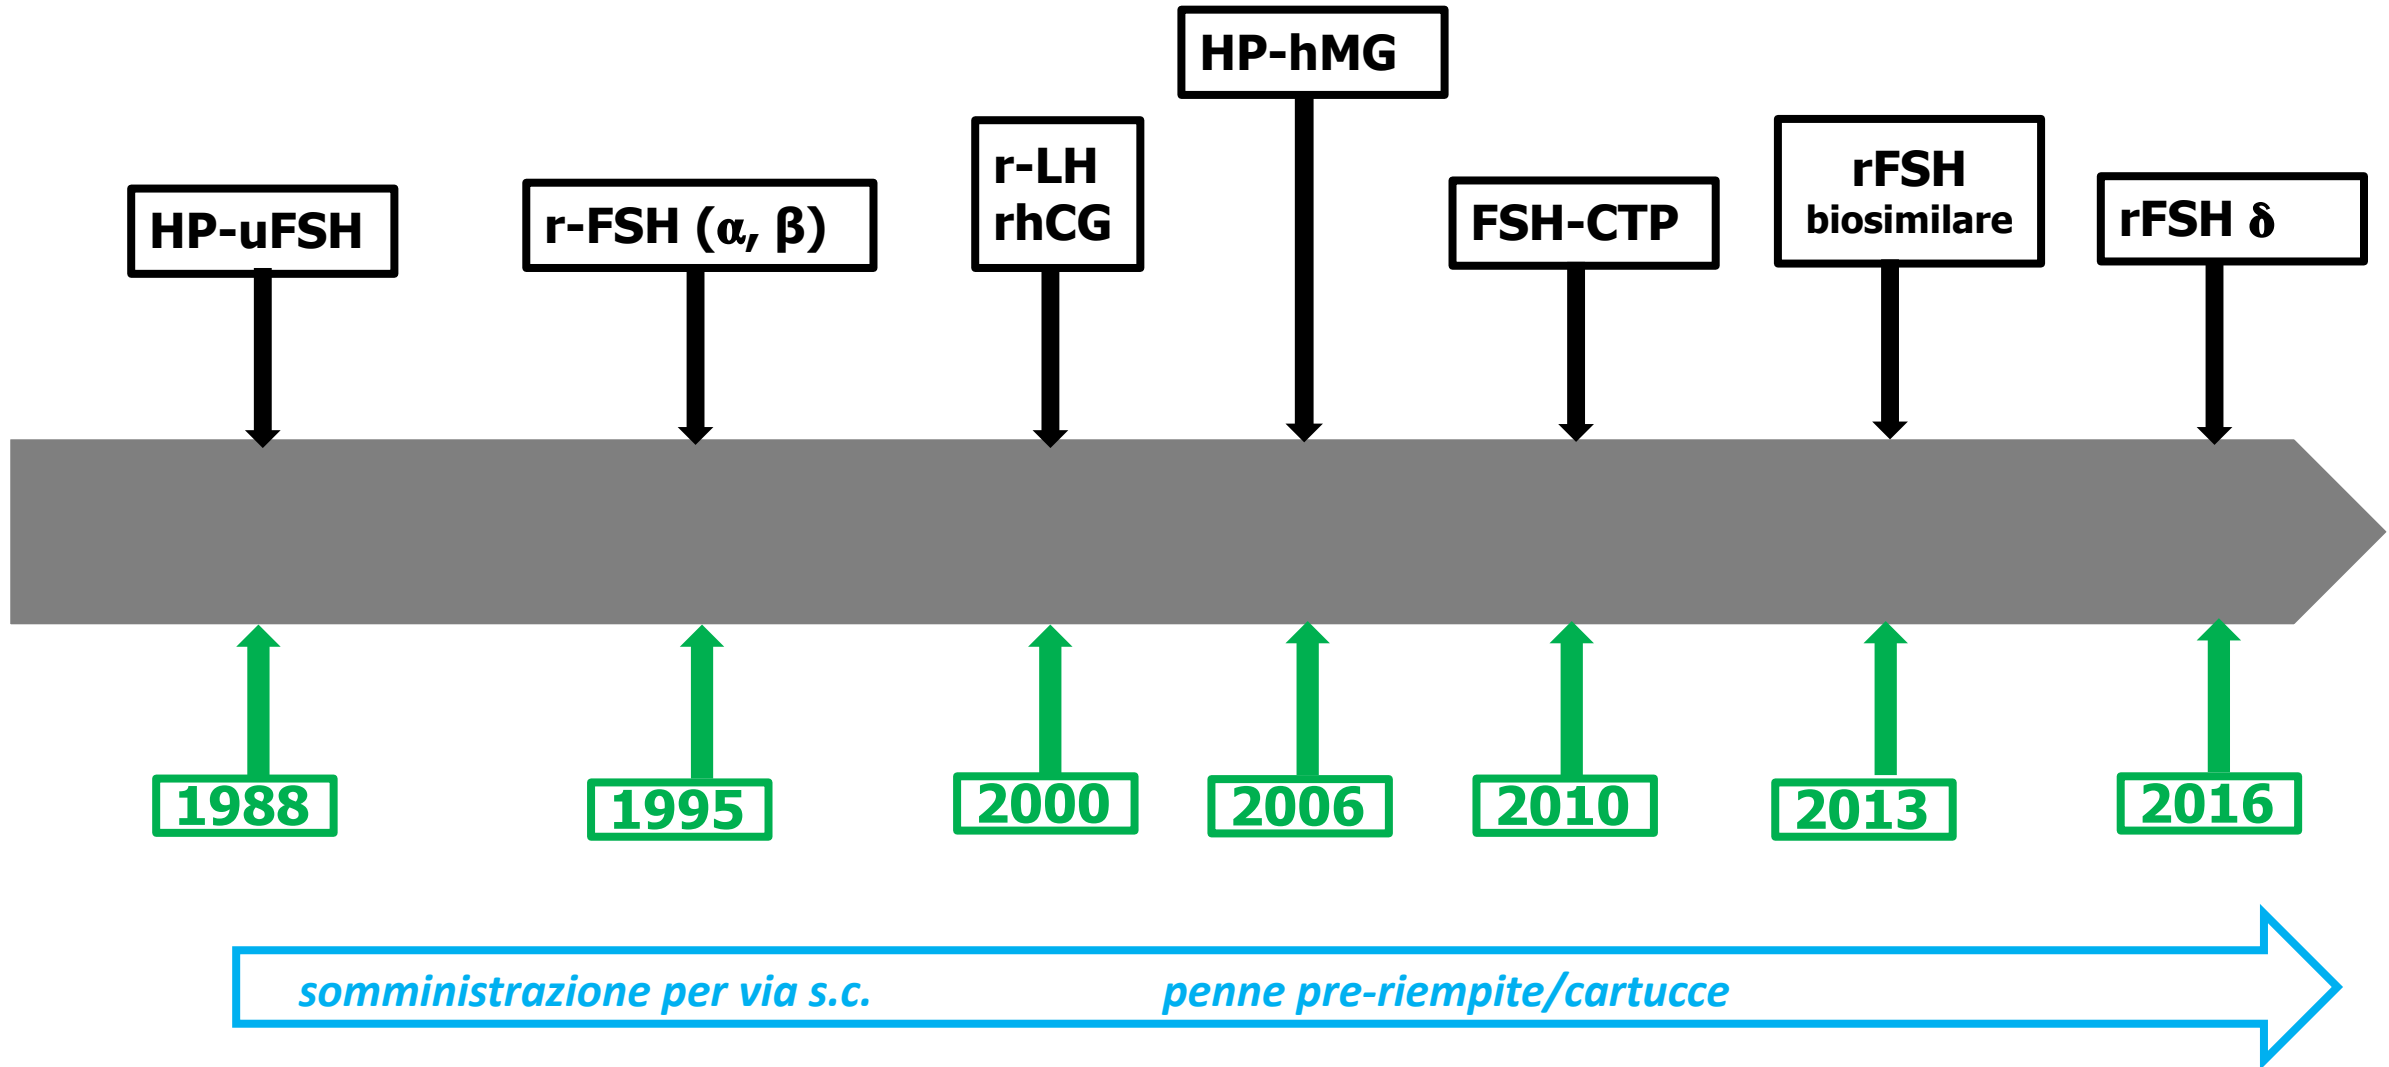 HP-hMG
r-LH
rhCG
rFSH
biosimilare
HP-uFSH
r-FSH (α, β)
FSH-CTP
rFSH δ
1988
1995
2000
2006
2010
2013
2016
somministrazione per via s.c.
penne pre-riempite/cartucce